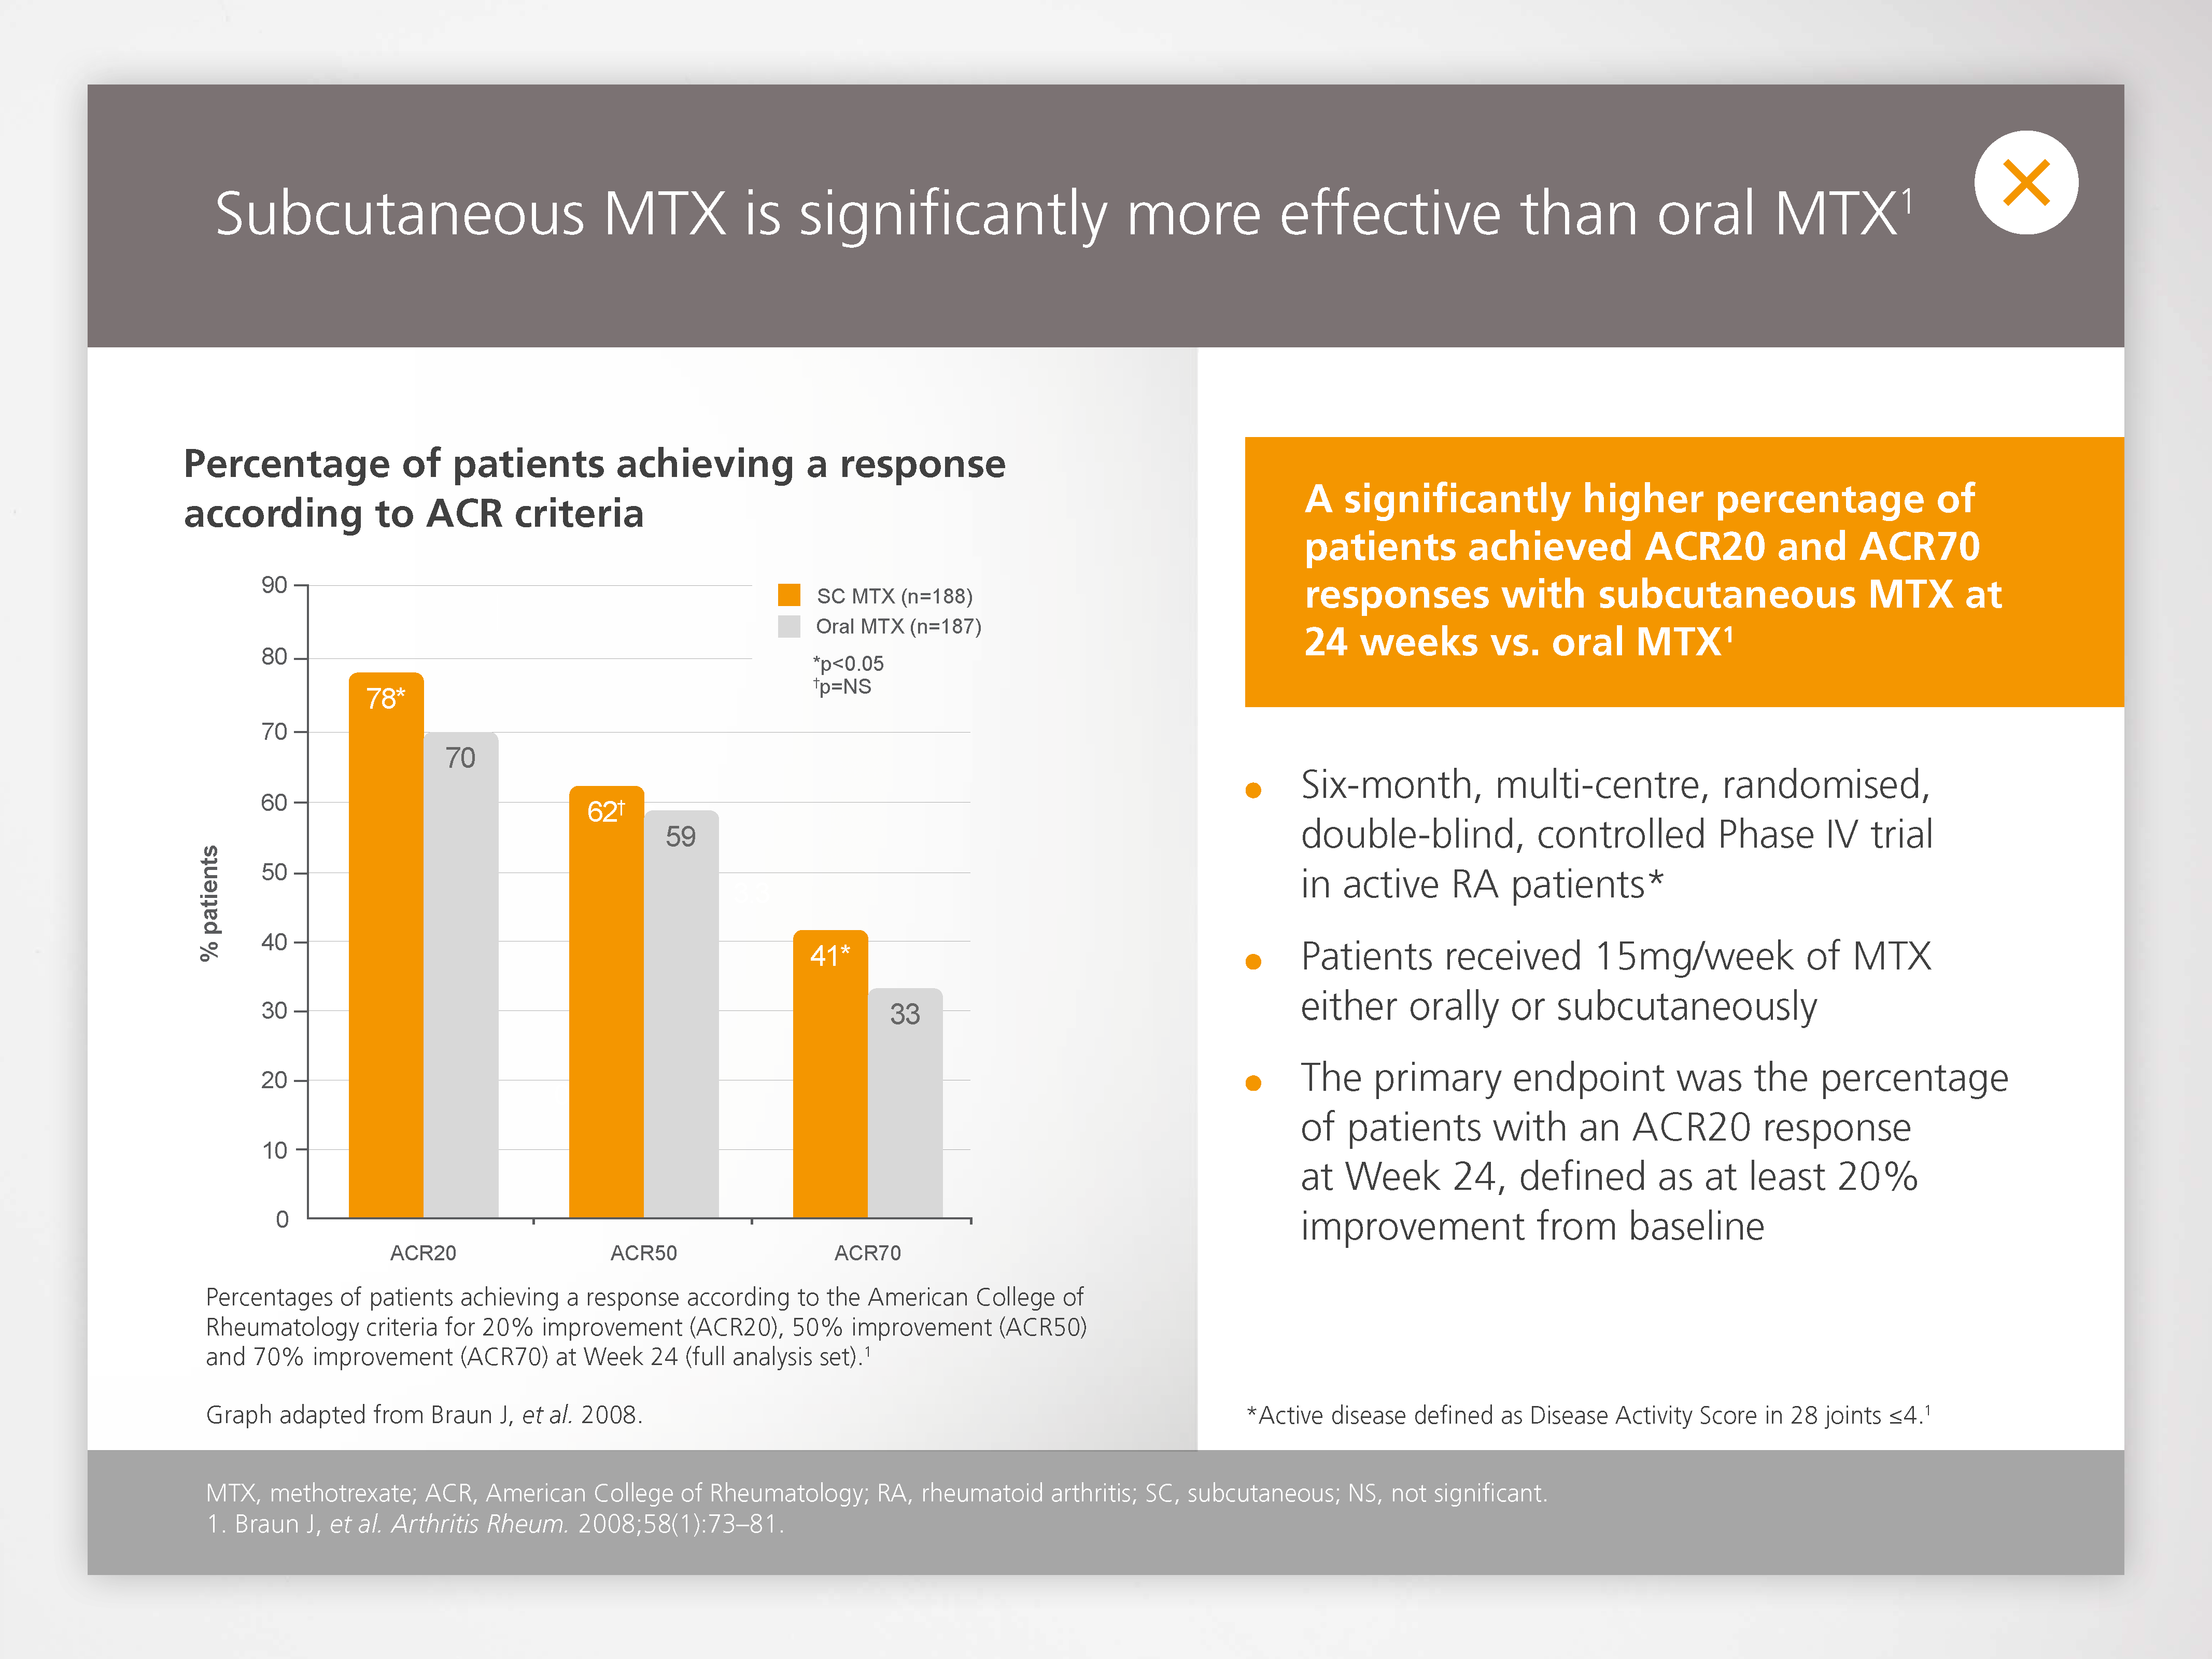 Subcutaneous MTX is significantly more effective than oral MTX¹
Percentage of patients achieving a response
according to ACR criteria
90
80
70
60
50
40
30
20
10
0
% patients
SC MTX (n=188)
Oral MTX (n=187)
*p<0.05
†p=NS
78*
70
62†
59
41*
33
ACR20
ACR50
ACR70
Percentages of patients achieving a response according to the American College of
Rheumatology criteria for 20% improvement (ACR20), 50% improvement (ACR50)
and 70% improvement (ACR70) at Week 24 (full analysis set).¹
Graph adapted from Braun J, et al. 2008.
A significantly higher percentage of
patients achieved ACR20 and ACR70
responses with subcutaneous MTX at
24 weeks vs. oral MTX¹
• Six-month, multi-centre, randomised,
double-blind, controlled Phase IV trial
in active RA patients*
• Patients received 15mg/week of MTX
either orally or subcutaneously
• The primary endpoint was the percentage
of patients with an ACR20 response
at Week 24, defined as at least 20%
improvement from baseline
*Active disease defined as Disease Activity Score in 28 joints ≤4.¹
MTX, methotrexate; ACR, American College of Rheumatology; RA, rheumatoid arthritis; SC, subcutaneous; NS, not significant.
1. Braun J, et al. Arthritis Rheum. 2008;58(1):73–81.